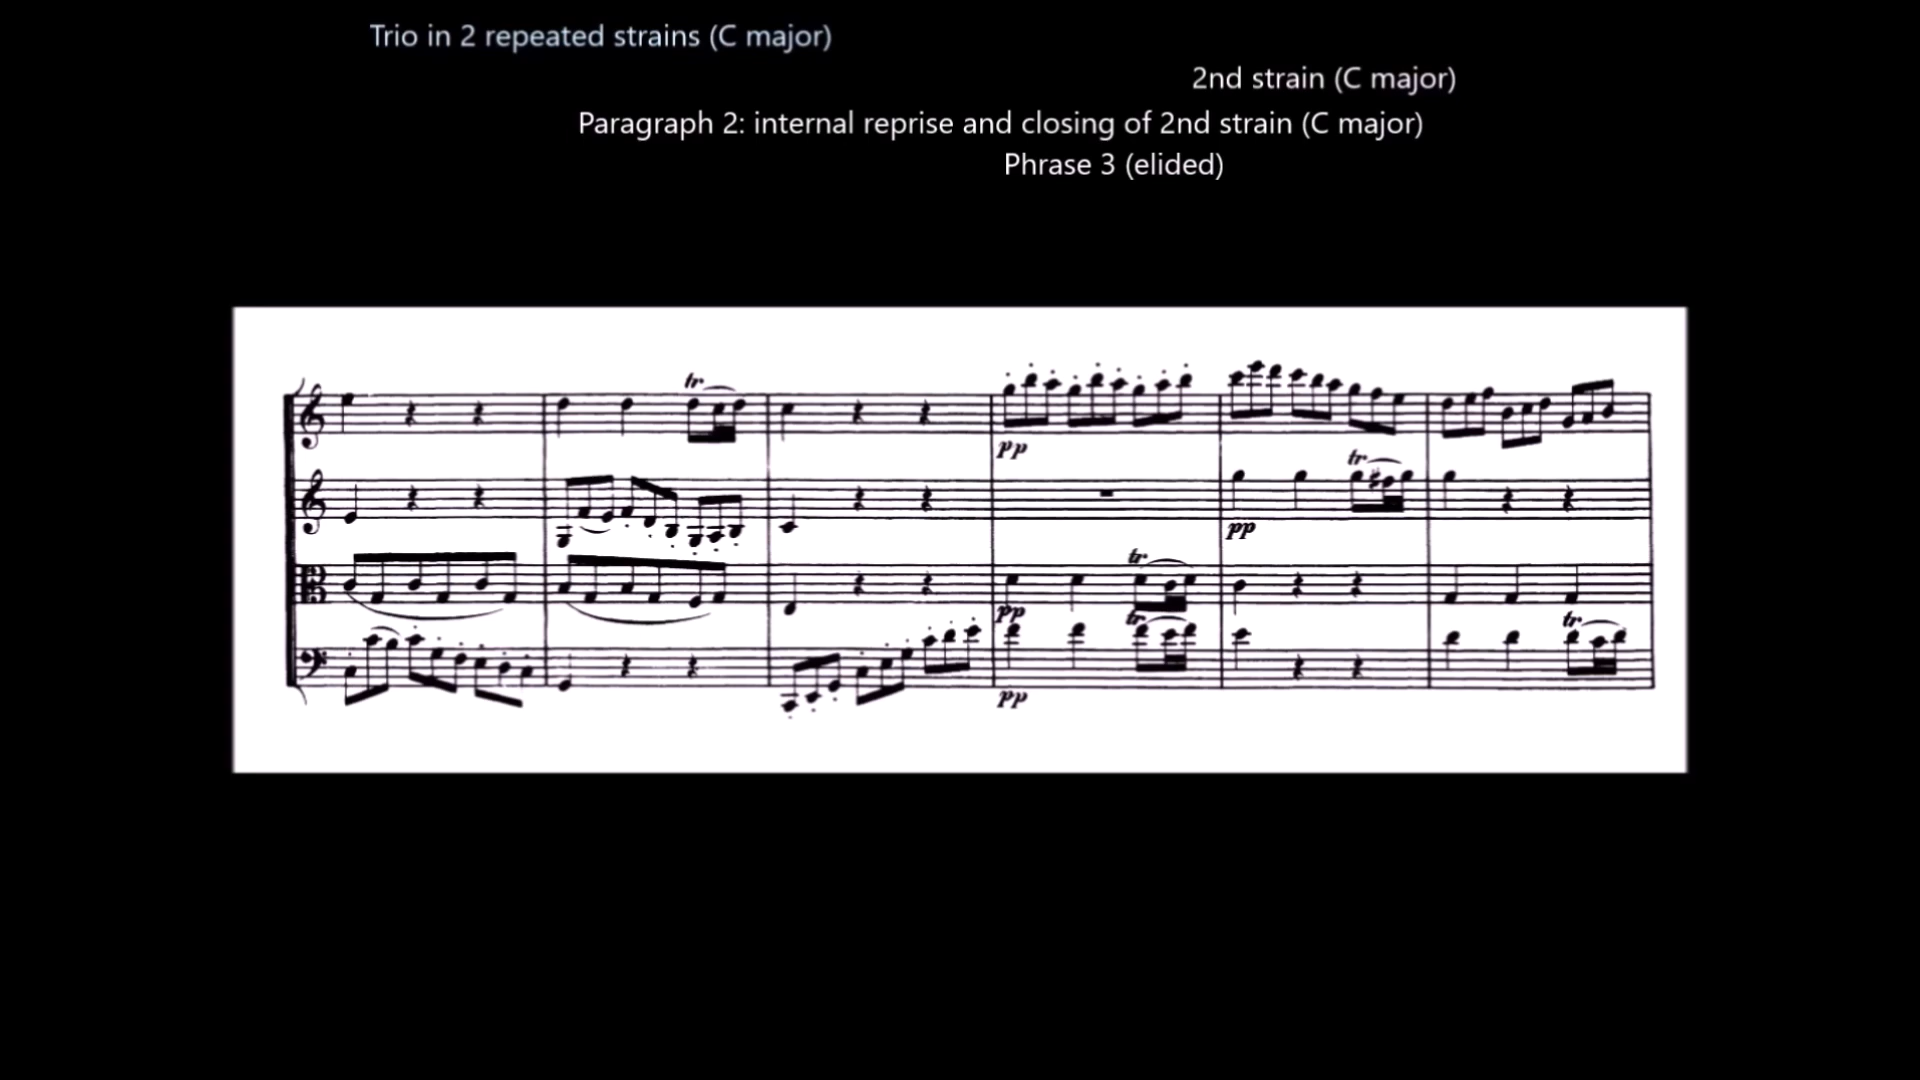 Trio in 2 repeated strains (C major)
2nd strain (C major)
Paragraph 2: internal reprise and closing of 2nd strain (C major)
Phrase 3 (elided)
tr
pp
tr
pp
tr
pp
tr
tr
pp